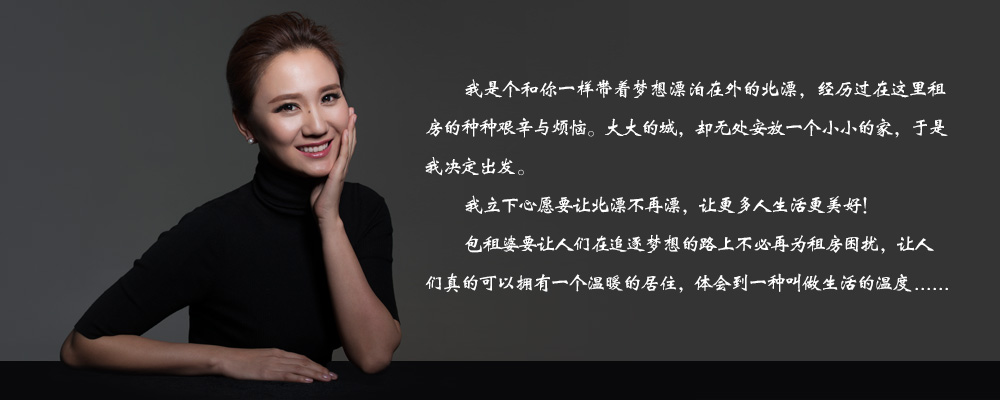 我是个和你一样带着梦想漂泊在外的北漂，经历过在这里租
房的种种艰辛与烦恼。大大的城，却无处安放一个小小的家，于是
我决定出发。
我立下心愿要让北漂不再漂，让更多人生活更美好！
包租婆要让人们在追逐梦想的路上不必再为租房困扰，让人
们真的可以拥有一个温暖的居住，体会到一种叫做生活的温度……